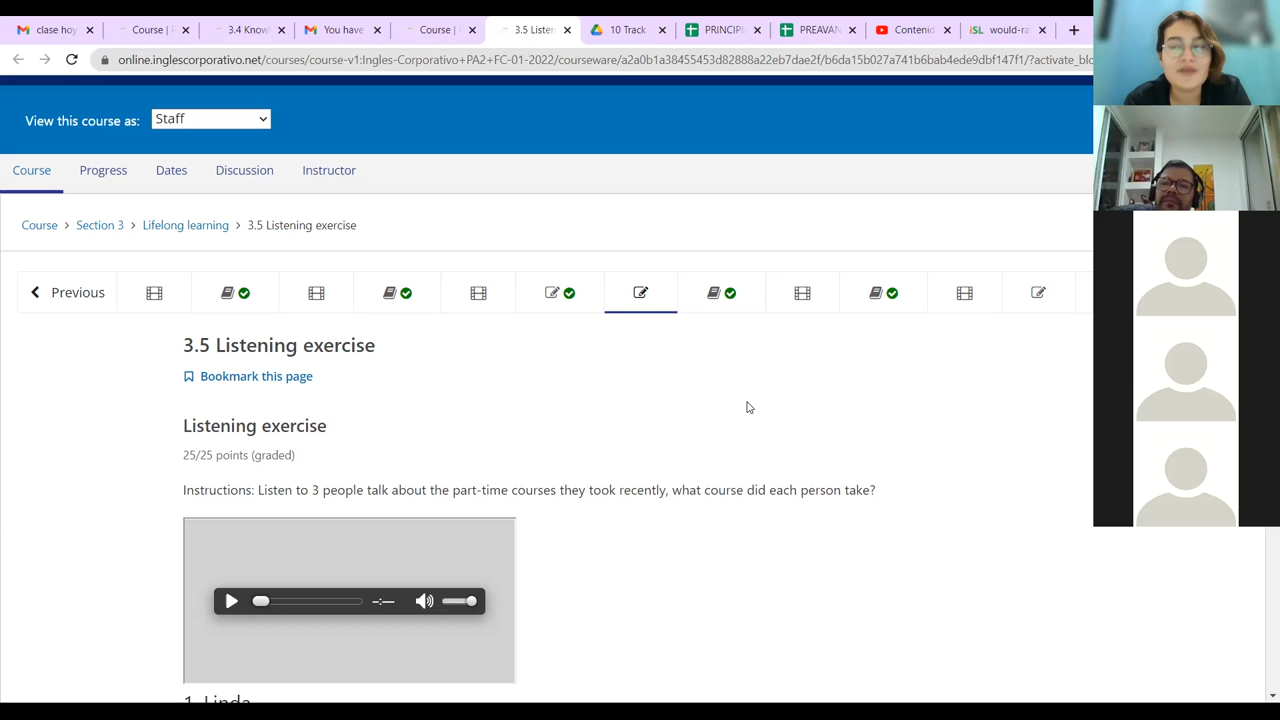 clase hoy
Course |
3.4 Know
You have
Course |
3.5 Listen
10 Track
PRINCIPI
PREAVAN
Contenid
would-ra
online.inglescorporativo.net/courses/course-v1:Ingles-Corporativo+PA2+FC-01-2022/courseware/a2a0b1a38455453d82888a22eb7dae2f/b6da15b027a741b6bab4ede9dbf147f1/?activate_blo
View this course as: Staff
Course Progress Dates Discussion Instructor
Course > Section 3 > Lifelong learning > 3.5 Listening exercise
Previous
3.5 Listening exercise
Bookmark this page
Listening exercise
25/25 points (graded)
Instructions: Listen to 3 people talk about the part-time courses they took recently, what course did each person take?
-:--
1. Linda